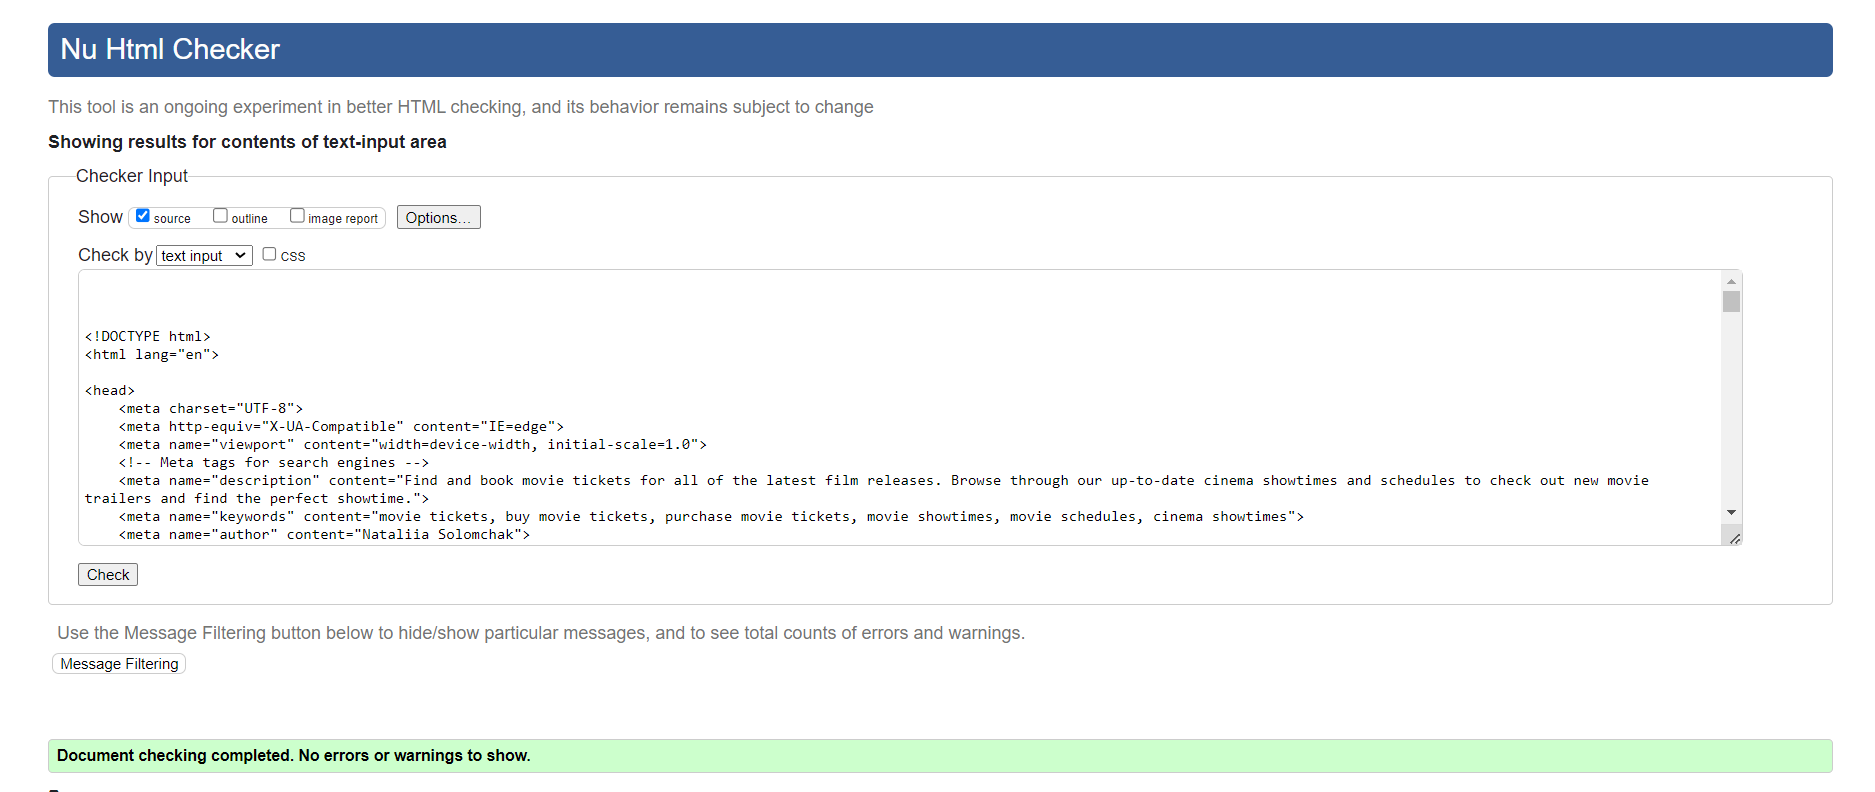 Nu Html Checker
This tool is an ongoing experiment in better HTML checking, and its behavior remains subject to change
Showing results for contents of text-input area
Checker Input
Show source outline image report Options...
Check by text input css
<!DOCTYPE html>
<html lang="en">
<head>
<meta charset="UTF-8">
<meta http-equiv="X-UA-Compatible" content="IE=edge">
<meta name="viewport" content="width=device-width, initial-scale=1.0">
<!-- Meta tags for search engines -->
<meta name="description" content="Find and book movie tickets for all of the latest film releases. Browse through our up-to-date cinema showtimes and schedules to check out new movie
trailers and find the perfect showtime.">
<meta name="keywords" content="movie tickets, buy movie tickets, purchase movie tickets, movie showtimes, movie schedules, cinema showtimes">
<meta name="author" content="Nataliia Solomchak">
Check
Use the Message Filtering button below to hide/show particular messages, and to see total counts of errors and warnings.
Message Filtering
Document checking completed. No errors or warnings to show.